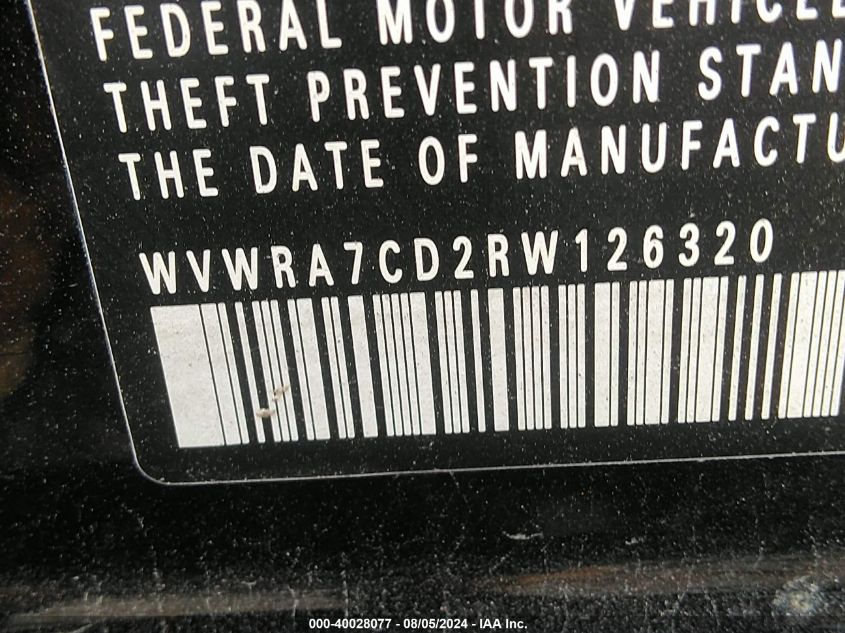 FEDERAL MOTOR VEHICLE
THEFT PREVENTION STAN
THE DATE OF MANUFACTU
WVWRA7CD2RW126320
000-40028077 - 08/05/2024 - IAA Inc.